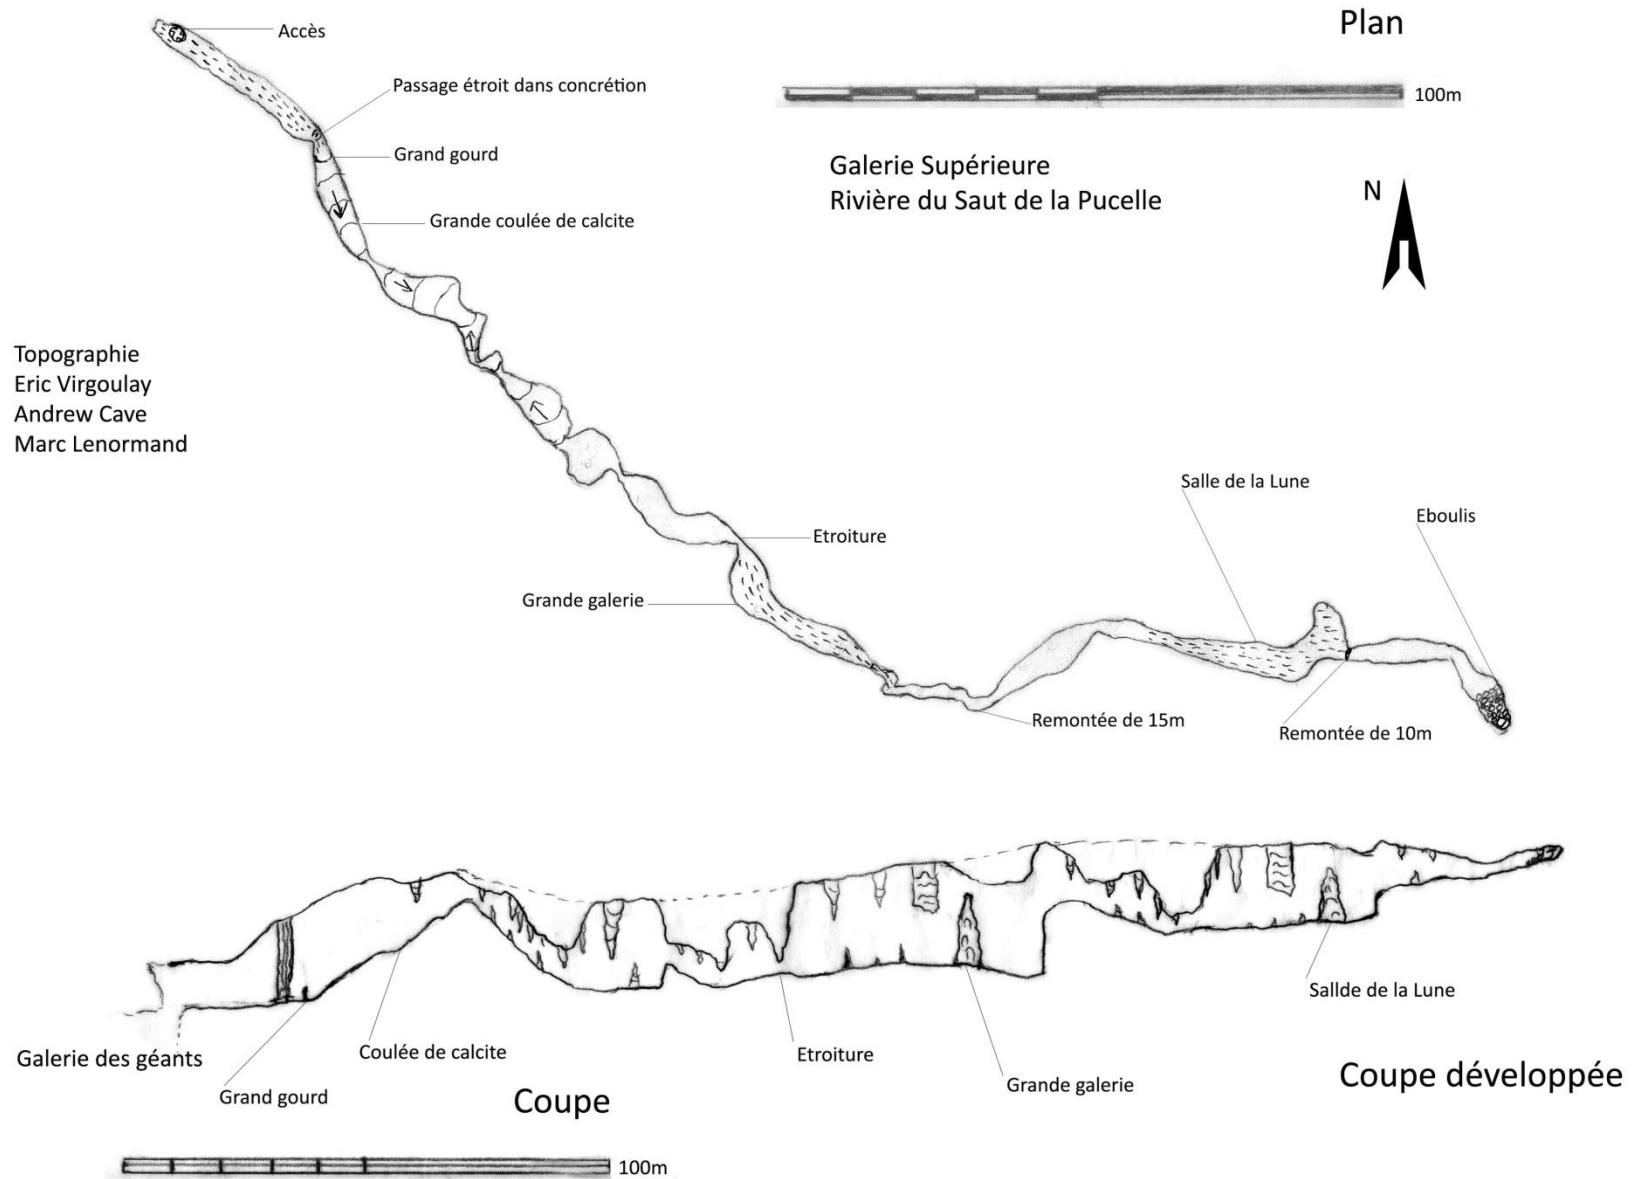 Plan
Accès
Passage étroit dans concrétion
100m
Grand gourd
Galerie Supérieure
Rivière du Saut de la Pucelle
N
Grande coulée de calcite
Topographie
Eric Virgoulay
Andrew Cave
Marc Lenormand
Salle de la Lune
Eboulis
Etroiture
Grande galerie
Remontée de 15m
Remontée de 10m
Sallde de la Lune
Galerie des géants
Coulée de calcite
Etroiture
Grande galerie
Coupe développée
Grand gourd
Coupe
100m